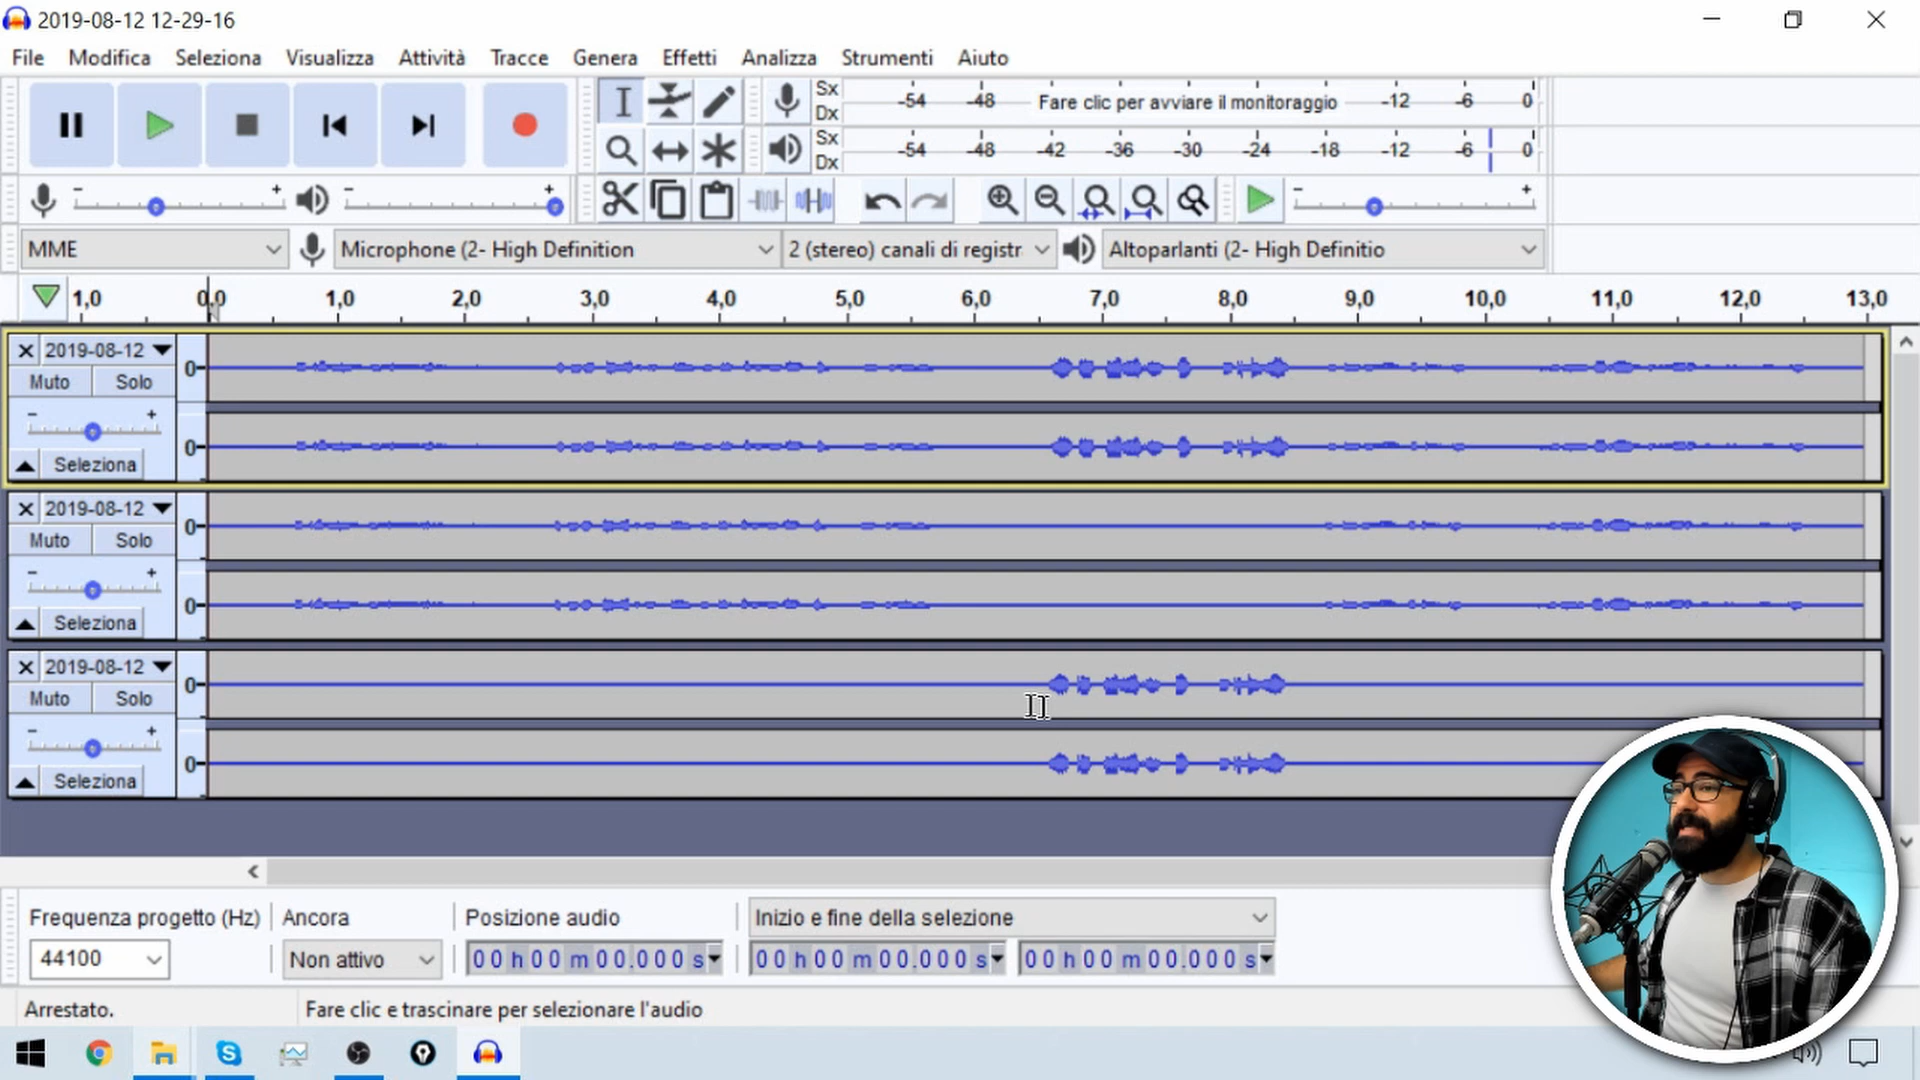 2019-08-12 12-29-16
File Modifica Seleziona Visualizza Attività Tracce Genera Effetti Analizza Strumenti Aiuto
Sx
Dx
-54 -48 Fare clic per avviare il monitoraggio -12 -6 0
Sx
Dx
-54 -48 -42 -36 -30 -24 -18 -12 -6 0
- + - + - +
MME Microphone (2- High Definition 2 (stereo) canali di registr Altoparlanti (2- High Definitio
1,0 0,0 1,0 2,0 3,0 4,0 5,0 6,0 7,0 8,0 9,0 10,0 11,0 12,0 13,0
2019-08-12
Muto Solo
0-
- +
0-
Seleziona
2019-08-12
Muto Solo
0-
- +
0-
Seleziona
2019-08-12
Muto Solo
0-
- +
0-
Seleziona
Frequenza progetto (Hz) Ancora Posizione audio Inizio e fine della selezione
44100 Non attivo 00 h 00 m 00.000 s 00 h 00 m 00.000 s 00 h 00 m 00.000 s
Arrestato. Fare clic e trascinare per selezionare l'audio